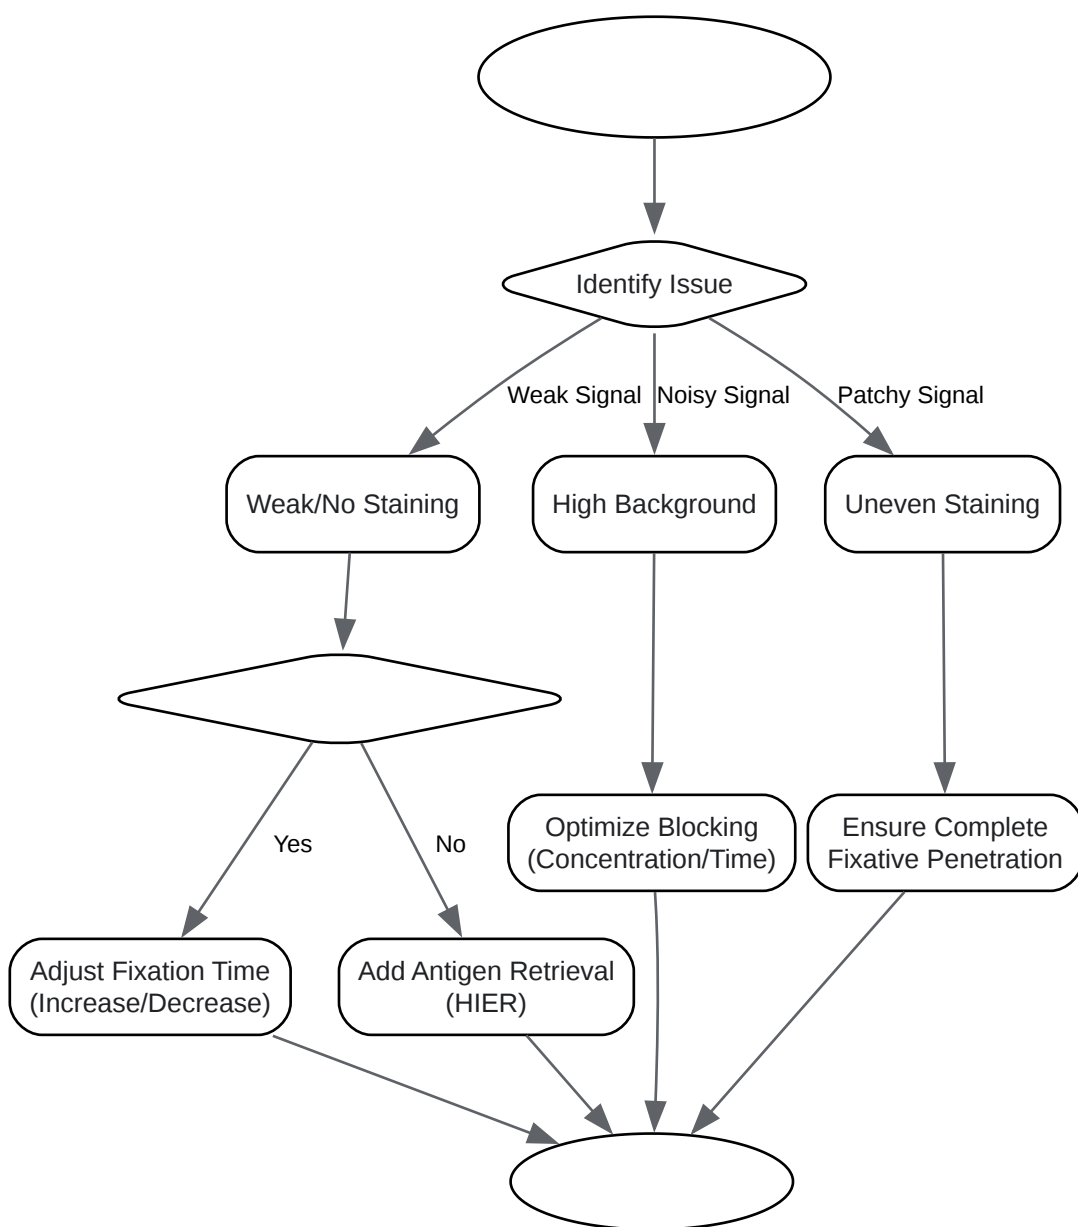 Identify Issue
Weak Signal
Noisy Signal
Patchy Signal
Weak/No Staining
High Background
Uneven Staining
Yes
No
Optimize Blocking
(Concentration/Time)
Ensure Complete
Fixative Penetration
Adjust Fixation Time
(Increase/Decrease)
Add Antigen Retrieval
(HIER)